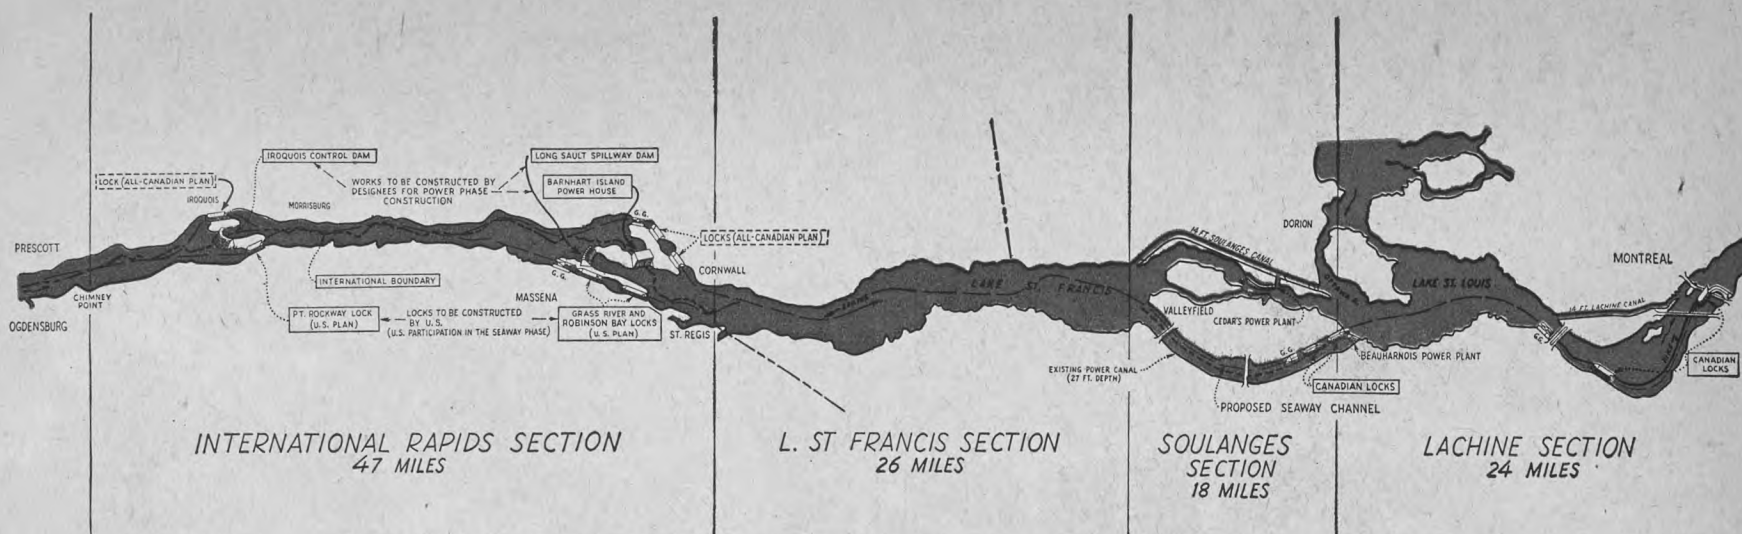 IROQUOIS CONTROL DAM
LONG SAULT SPILLWAY DAM
LOCK (ALL-CANADIAN PLAN)
WORKS TO BE CONSTRUCTED BY
DESIGNEES FOR POWER PHASE
CONSTRUCTION
BARNHART ISLAND
POWER HOUSE
IROQUOIS
MORRISBURG
G.G.
LOCKS (ALL-CANADIAN PLAN)
PRESCOTT
CORNWALL
INTERNATIONAL BOUNDARY
G.G.
CHIMNEY
POINT
OGDENSBURG
MASSENA
PT. ROCKWAY LOCK
(U.S. PLAN)
LOCKS TO BE CONSTRUCTED
BY U.S.
(U.S. PARTICIPATION IN THE SEAWAY PHASE)
GRASS RIVER AND
ROBINSON BAY LOCKS
(U.S. PLAN)
ST. REGIS
LAKE ST. FRANCIS
14 FT. SOULANGES CANAL
DORION
OTTAWA R.
LAKE ST. LOUIS
MONTREAL
14 FT. LACHINE CANAL
VALLEYFIELD
CEDAR'S POWER PLANT
G.G.
G.G.
BEAUHARNOIS POWER PLANT
EXISTING POWER CANAL
(27 FT. DEPTH)
CANADIAN LOCKS
CANADIAN
LOCKS
PROPOSED SEAWAY CHANNEL
INTERNATIONAL RAPIDS SECTION
47 MILES
L. ST FRANCIS SECTION
26 MILES
SOULANGES
SECTION
18 MILES
LACHINE SECTION
24 MILES